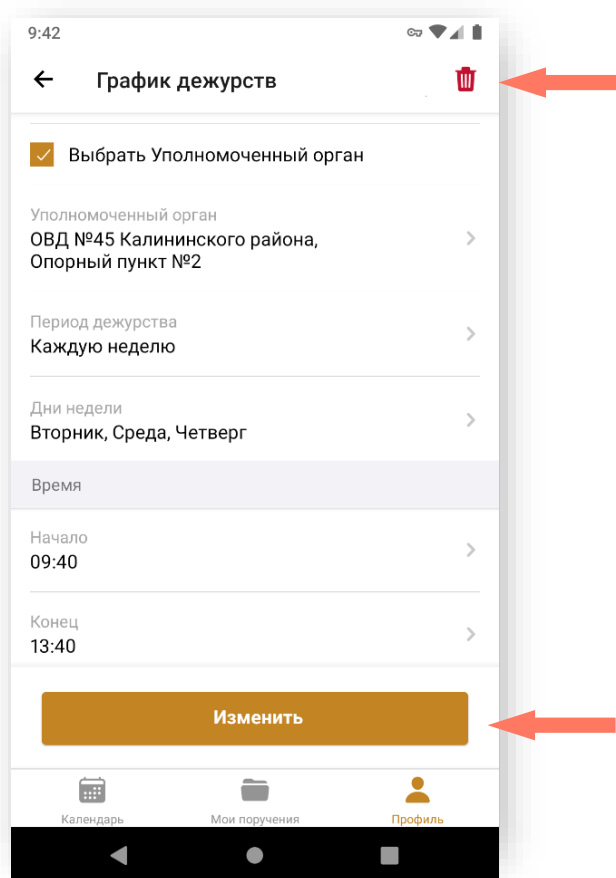 9:42
График дежурств
Выбрать Уполномоченный орган
Уполномоченный орган
ОВД №45 Калининского района,
Опорный пункт №2
Период дежурства
Каждую неделю
Дни недели
Вторник, Среда, Четверг
Время
Начало
09:40
Конец
13:40
Изменить
Календарь Мои поручения Профиль